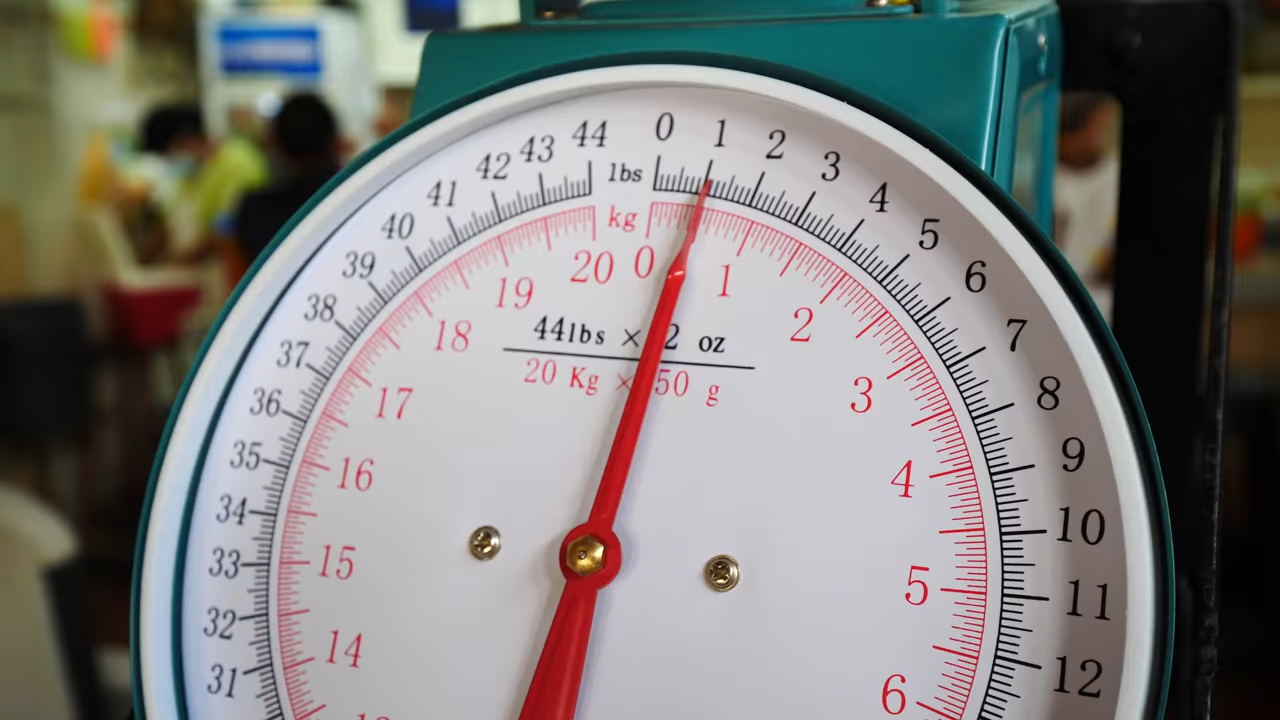 0 1 2 3 4 5 6 7 8 9 10 11 12
31 32 33 34 35 36 37 38 39 40 41 42 43 44
lbs
kg
0 1 2 3 4 5 6
14 15 16 17 18 19 20
44lbs × 2 oz
20 Kg × 50 g